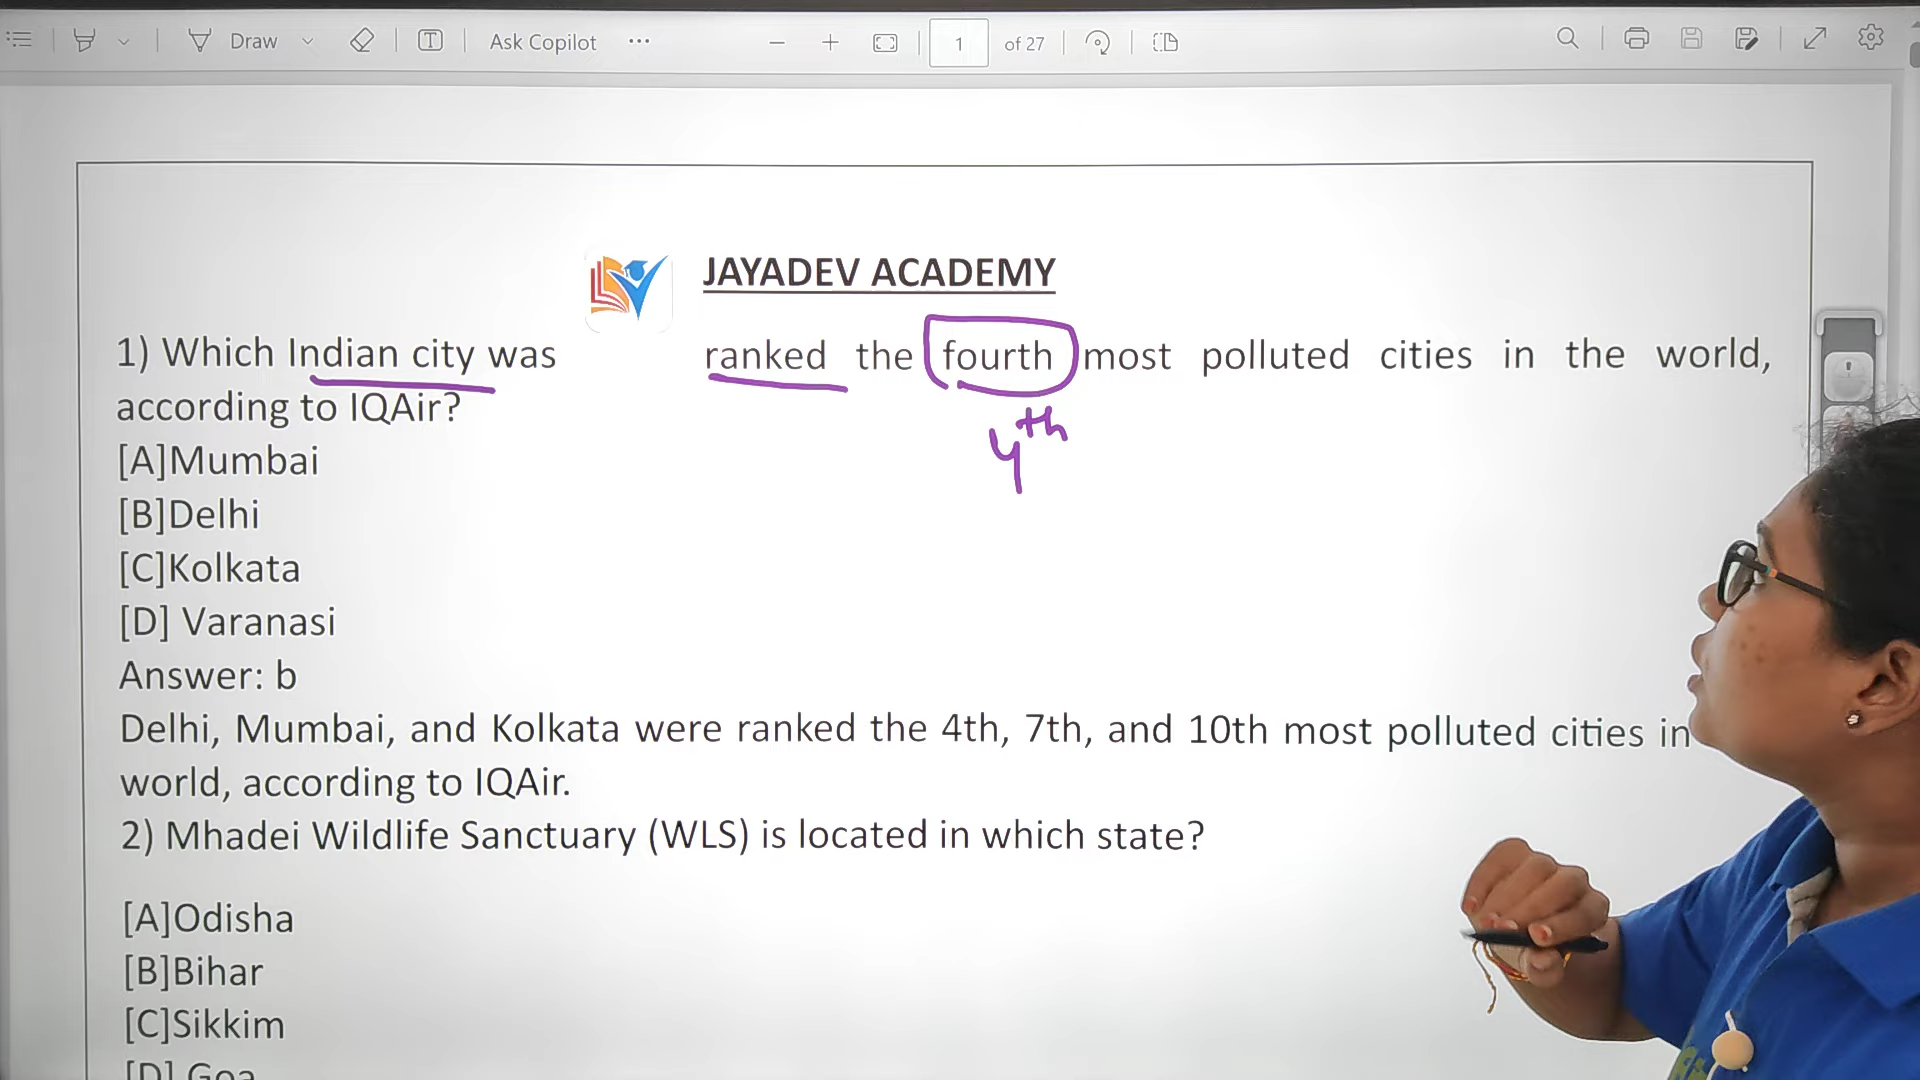 Draw
Ask Copilot
1 of 27
JAYADEV ACADEMY
1) Which Indian city was ranked the fourth most polluted cities in the world,
4th
according to IQAir?
[A]Mumbai
[B]Delhi
[C]Kolkata
[D] Varanasi
Answer: b
Delhi, Mumbai, and Kolkata were ranked the 4th, 7th, and 10th most polluted cities in
world, according to IQAir.
2) Mhadei Wildlife Sanctuary (WLS) is located in which state?
[A]Odisha
[B]Bihar
[C]Sikkim
[D] Goa